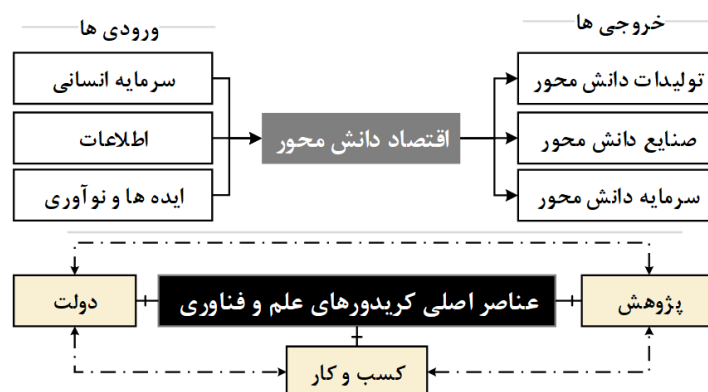 ورودی ها
خروجی ها
سرمایه انسانی
اطلاعات
ایده ها و نوآوری
اقتصاد دانش محور
تولیدات دانش محور
صنایع دانش محور
سرمایه دانش محور
عناصر اصلی کریدورهای علم و فناوری
دولت
پژوهش
کسب و کار